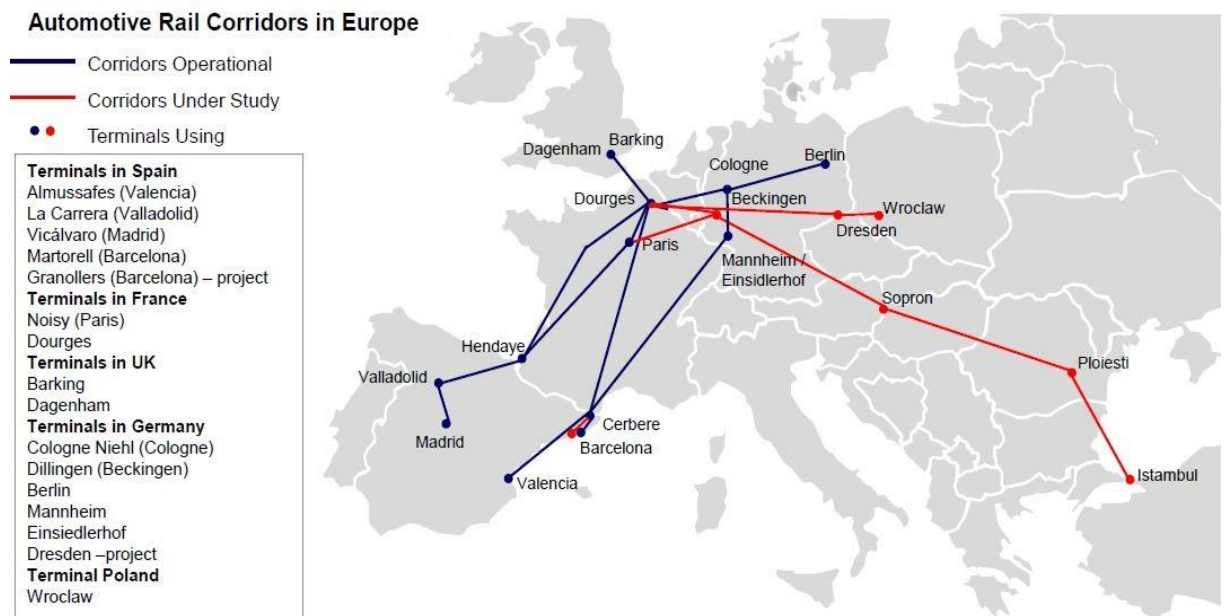 Automotive Rail Corridors in Europe
Corridors Operational
Corridors Under Study
Terminals Using
Terminals in Spain
Almussafes (Valencia)
La Carrera (Valladolid)
Vicálvaro (Madrid)
Martorell (Barcelona)
Granollers (Barcelona) – project
Terminals in France
Noisy (Paris)
Dourges
Terminals in UK
Barking
Dagenham
Terminals in Germany
Cologne Niehl (Cologne)
Dillingen (Beckingen)
Berlin
Mannheim
Einsiedlerhof
Dresden –project
Terminal Poland
Wroclaw
Barking
Dagenham
Berlin
Cologne
Dourges
Beckingen
Wroclaw
Dresden
Paris
Mannheim /
Einsidlerhof
Sopron
Hendaye
Ploiesti
Valladolid
Cerbere
Madrid
Barcelona
Valencia
Istambul